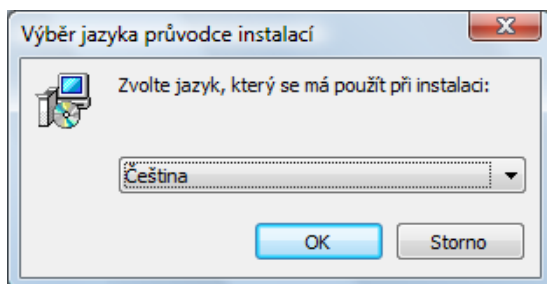 Výběr jazyka průvodce instalací
Zvolte jazyk, který se má použít při instalaci:
Čeština
OK
Storno